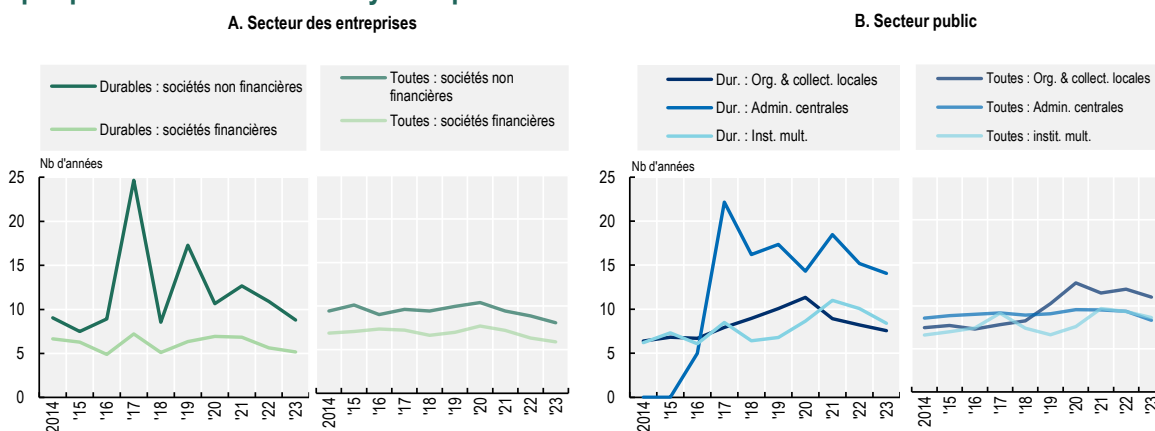 A. Secteur des entreprises
Durables : sociétés non financières
Durables : sociétés financières
Toutes : sociétés non
financières
Toutes : sociétés financières
Nb d'années
25
20
15
10
5
0
2014 '15 '16 '17 '18 '19 '20 '21 '22 '23
2014 '15 '16 '17 '18 '19 '20 '21 '22 '23
B. Secteur public
Dur. : Org. & collect. locales
Dur. : Admin. centrales
Dur. : Inst. mult.
Toutes : Org. & collect. locales
Toutes : Admin. centrales
Toutes : instit. mult.
Nb d'années
25
20
15
10
5
0
2014 '15 '16 '17 '18 '19 '20 '21 '22 '23
2014 '15 '16 '17 '18 '19 '20 '21 '22 '23